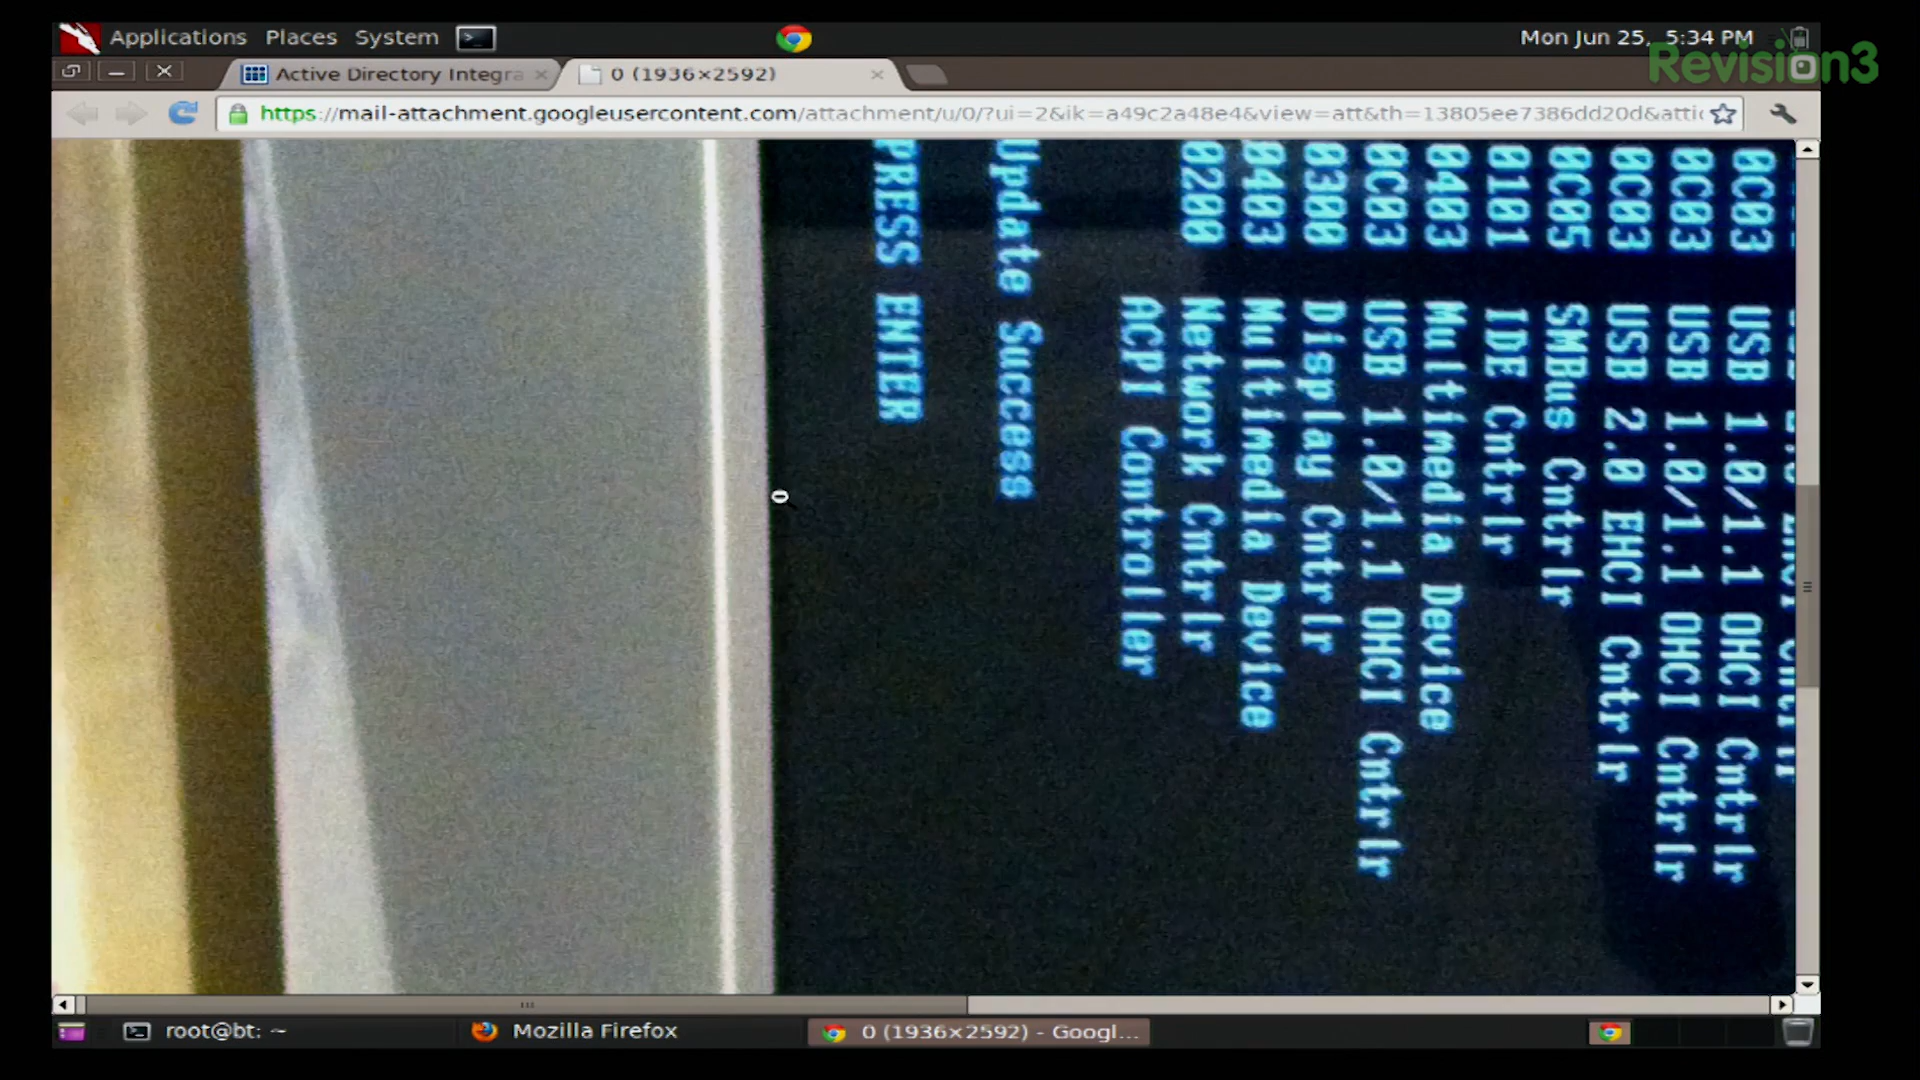 Applications Places System
Mon Jun 25, 5:34 PM
Revision3
Active Directory Integra
0 (1936×2592)
https://mail-attachment.googleusercontent.com/attachment/u/0/?ui=2&ik=a49c2a48e4&view=att&th=13805ee7386dd20d&attic
0C03 USB 1.0/1.1 OHCI Cntrlr
0C03 USB 1.0/1.1 OHCI Cntrlr
0C03 USB 2.0 EHCI Cntrlr
0C05 SMBus Cntrlr
0101 IDE Cntrlr
0403 Multimedia Device
0C03 USB 1.0/1.1 OHCI Cntrlr
0300 Display Cntrlr
0403 Multimedia Device
0200 Network Cntrlr
ACPI Controller
Update Success
PRESS ENTER
root@bt: ~
Mozilla Firefox
0 (1936×2592) - Googl...